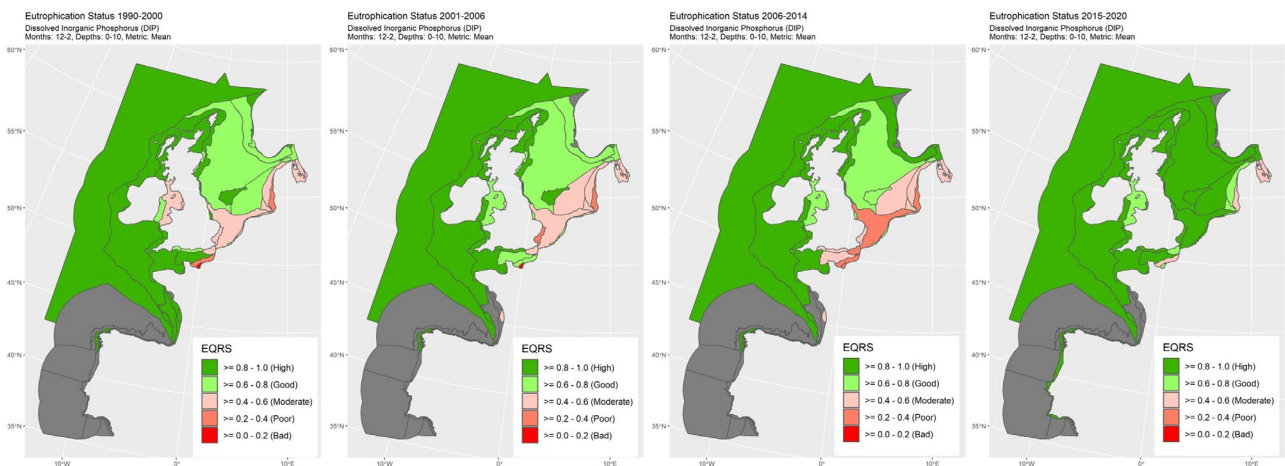 Eutrophication Status 1990-2000
Dissolved Inorganic Phosphorus (DIP)
Months: 12-2, Depths: 0-10, Metric: Mean
60°N
55°N
50°N
45°N
40°N
35°N
10°W
0°
10°E
EQRS
>= 0.8 - 1.0 (High)
>= 0.6 - 0.8 (Good)
>= 0.4 - 0.6 (Moderate)
>= 0.2 - 0.4 (Poor)
>= 0.0 - 0.2 (Bad)
Eutrophication Status 2001-2006
Dissolved Inorganic Phosphorus (DIP)
Months: 12-2, Depths: 0-10, Metric: Mean
60°N
55°N
50°N
45°N
40°N
35°N
10°W
0°
10°E
EQRS
>= 0.8 - 1.0 (High)
>= 0.6 - 0.8 (Good)
>= 0.4 - 0.6 (Moderate)
>= 0.2 - 0.4 (Poor)
>= 0.0 - 0.2 (Bad)
Eutrophication Status 2006-2014
Dissolved Inorganic Phosphorus (DIP)
Months: 12-2, Depths: 0-10, Metric: Mean
60°N
55°N
50°N
45°N
40°N
35°N
10°W
0°
10°E
EQRS
>= 0.8 - 1.0 (High)
>= 0.6 - 0.8 (Good)
>= 0.4 - 0.6 (Moderate)
>= 0.2 - 0.4 (Poor)
>= 0.0 - 0.2 (Bad)
Eutrophication Status 2015-2020
Dissolved Inorganic Phosphorus (DIP)
Months: 12-2, Depths: 0-10, Metric: Mean
60°N
55°N
50°N
45°N
40°N
35°N
10°W
0°
10°E
EQRS
>= 0.8 - 1.0 (High)
>= 0.6 - 0.8 (Good)
>= 0.4 - 0.6 (Moderate)
>= 0.2 - 0.4 (Poor)
>= 0.0 - 0.2 (Bad)